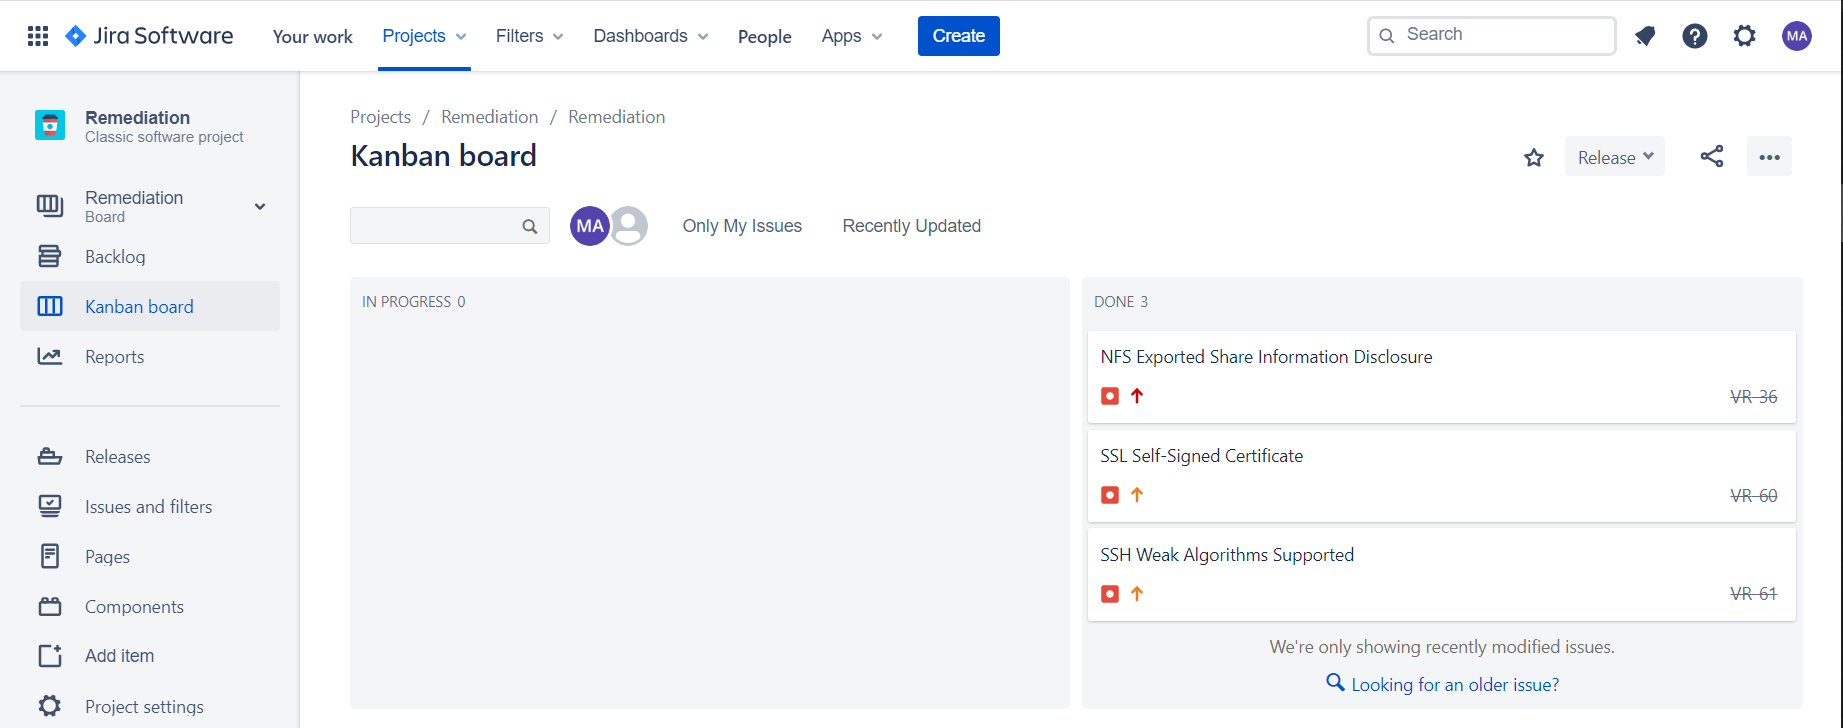 Jira Software
Your work
Projects
Filters
Dashboards
People
Apps
Create
Search
MA
Remediation
Classic software project
Remediation
Board
Backlog
Kanban board
Reports
Releases
Issues and filters
Pages
Components
Add item
Project settings
Projects / Remediation / Remediation
Kanban board
Release
MA
Only My Issues
Recently Updated
IN PROGRESS 0
DONE 3
NFS Exported Share Information Disclosure
VR-36
SSL Self-Signed Certificate
VR-60
SSH Weak Algorithms Supported
VR-61
We're only showing recently modified issues.
Looking for an older issue?